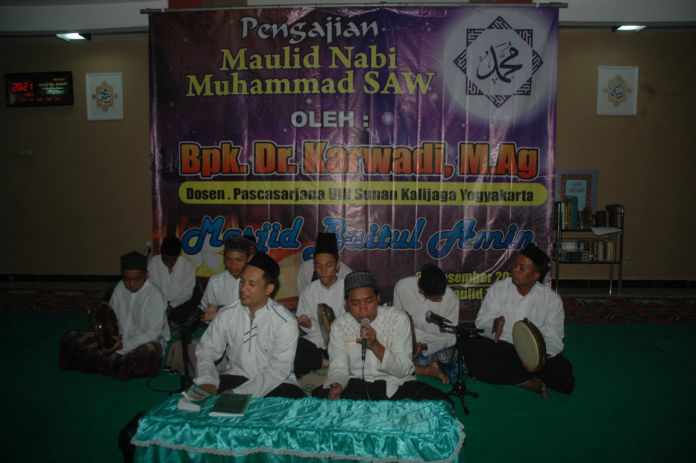 Pengajian
Maulid Nabi
Muhammad SAW
محمد
OLEH :
Bpk. Dr. Karwadi, M.Ag
Dosen . Pascasarjana UIN Sunan Kalijaga Yogyakarta
Masjid Baitul Amin
2021